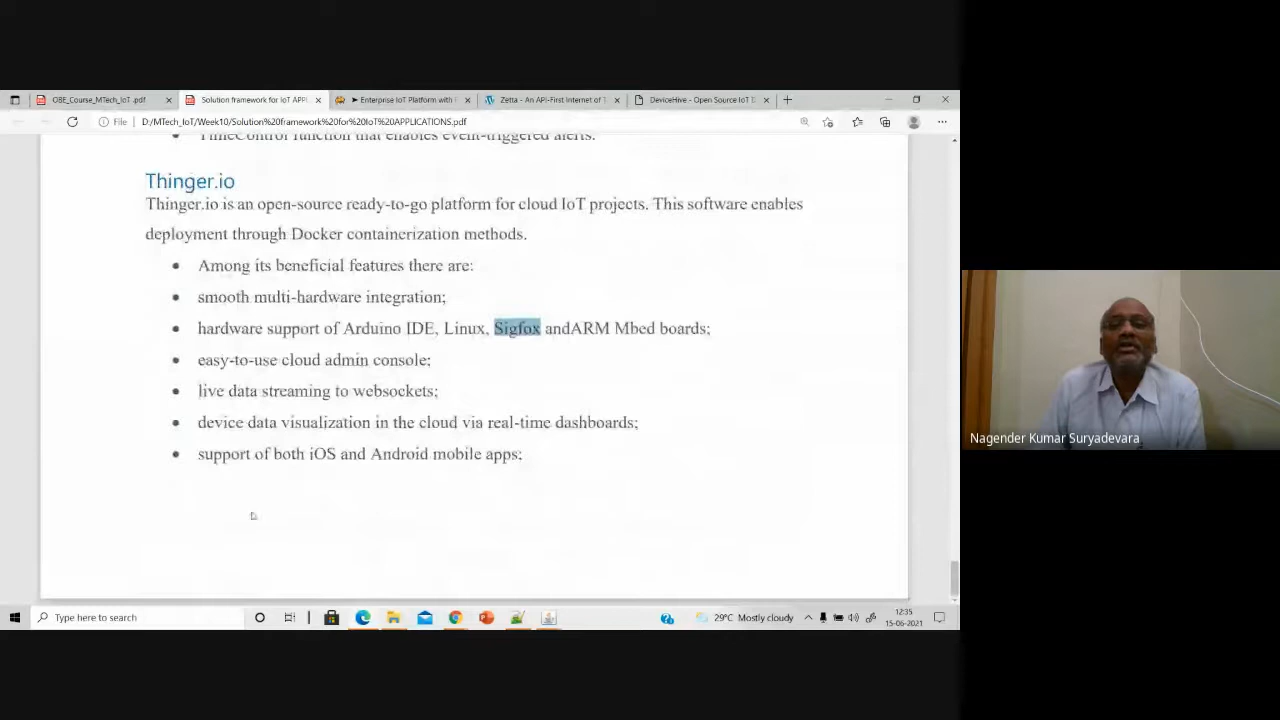 OBE_Course_MTech_IoT .pdf
Solution framework for IoT APPL
➤ Enterprise IoT Platform with
Zetta - An API-First Internet of T
DeviceHive - Open Source IoT
File
D:/MTech_IoT/Week10/Solution%20framework%20for%20IoT%20APPLICATIONS.pdf
TimeControl function that enables event-triggered alerts.
Thinger.io
Thinger.io is an open-source ready-to-go platform for cloud IoT projects. This software enables
deployment through Docker containerization methods.
• Among its beneficial features there are:
• smooth multi-hardware integration;
• hardware support of Arduino IDE, Linux, Sigfox andARM Mbed boards;
• easy-to-use cloud admin console;
• live data streaming to websockets;
• device data visualization in the cloud via real-time dashboards;
• support of both iOS and Android mobile apps;
Nagender Kumar Suryadevara
Type here to search
29°C Mostly cloudy
12:35
15-06-2021